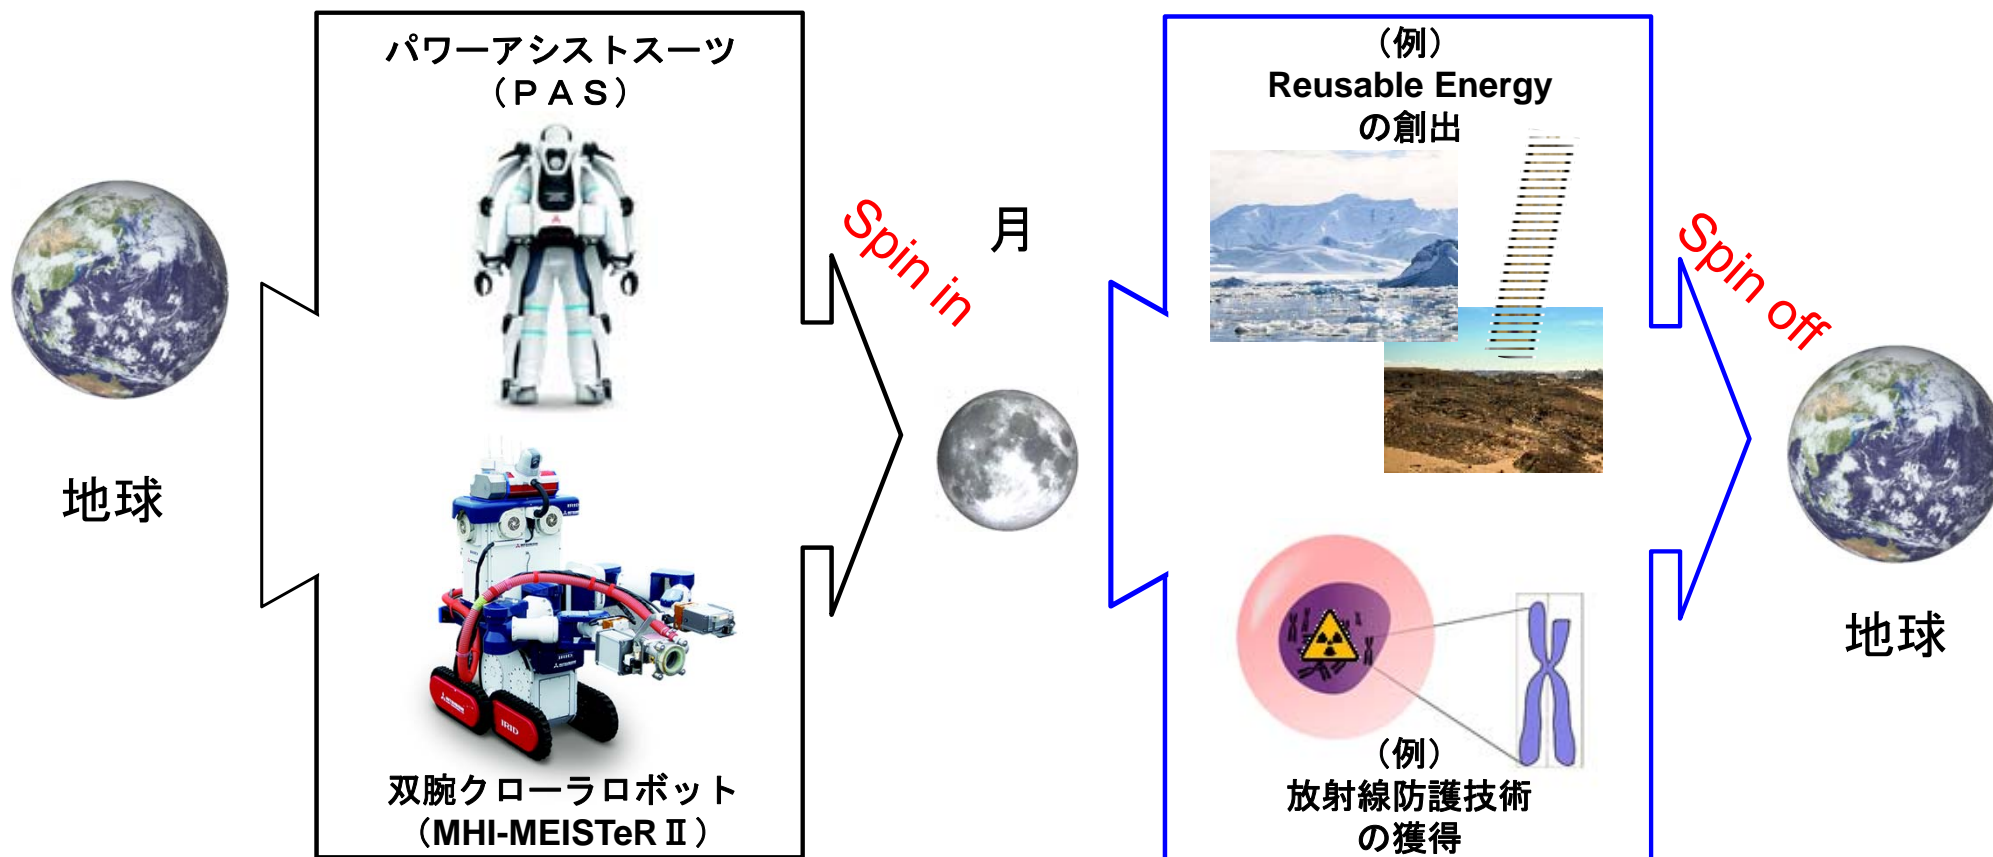 パワーアシストスーツ
（ＰＡＳ）
地球
双腕クローラロボット
（MHI-MEISTeRⅡ）
IRID
Spin in
月
（例）
Reusable Energy
の創出
（例）
放射線防護技術
の獲得
Spin off
地球